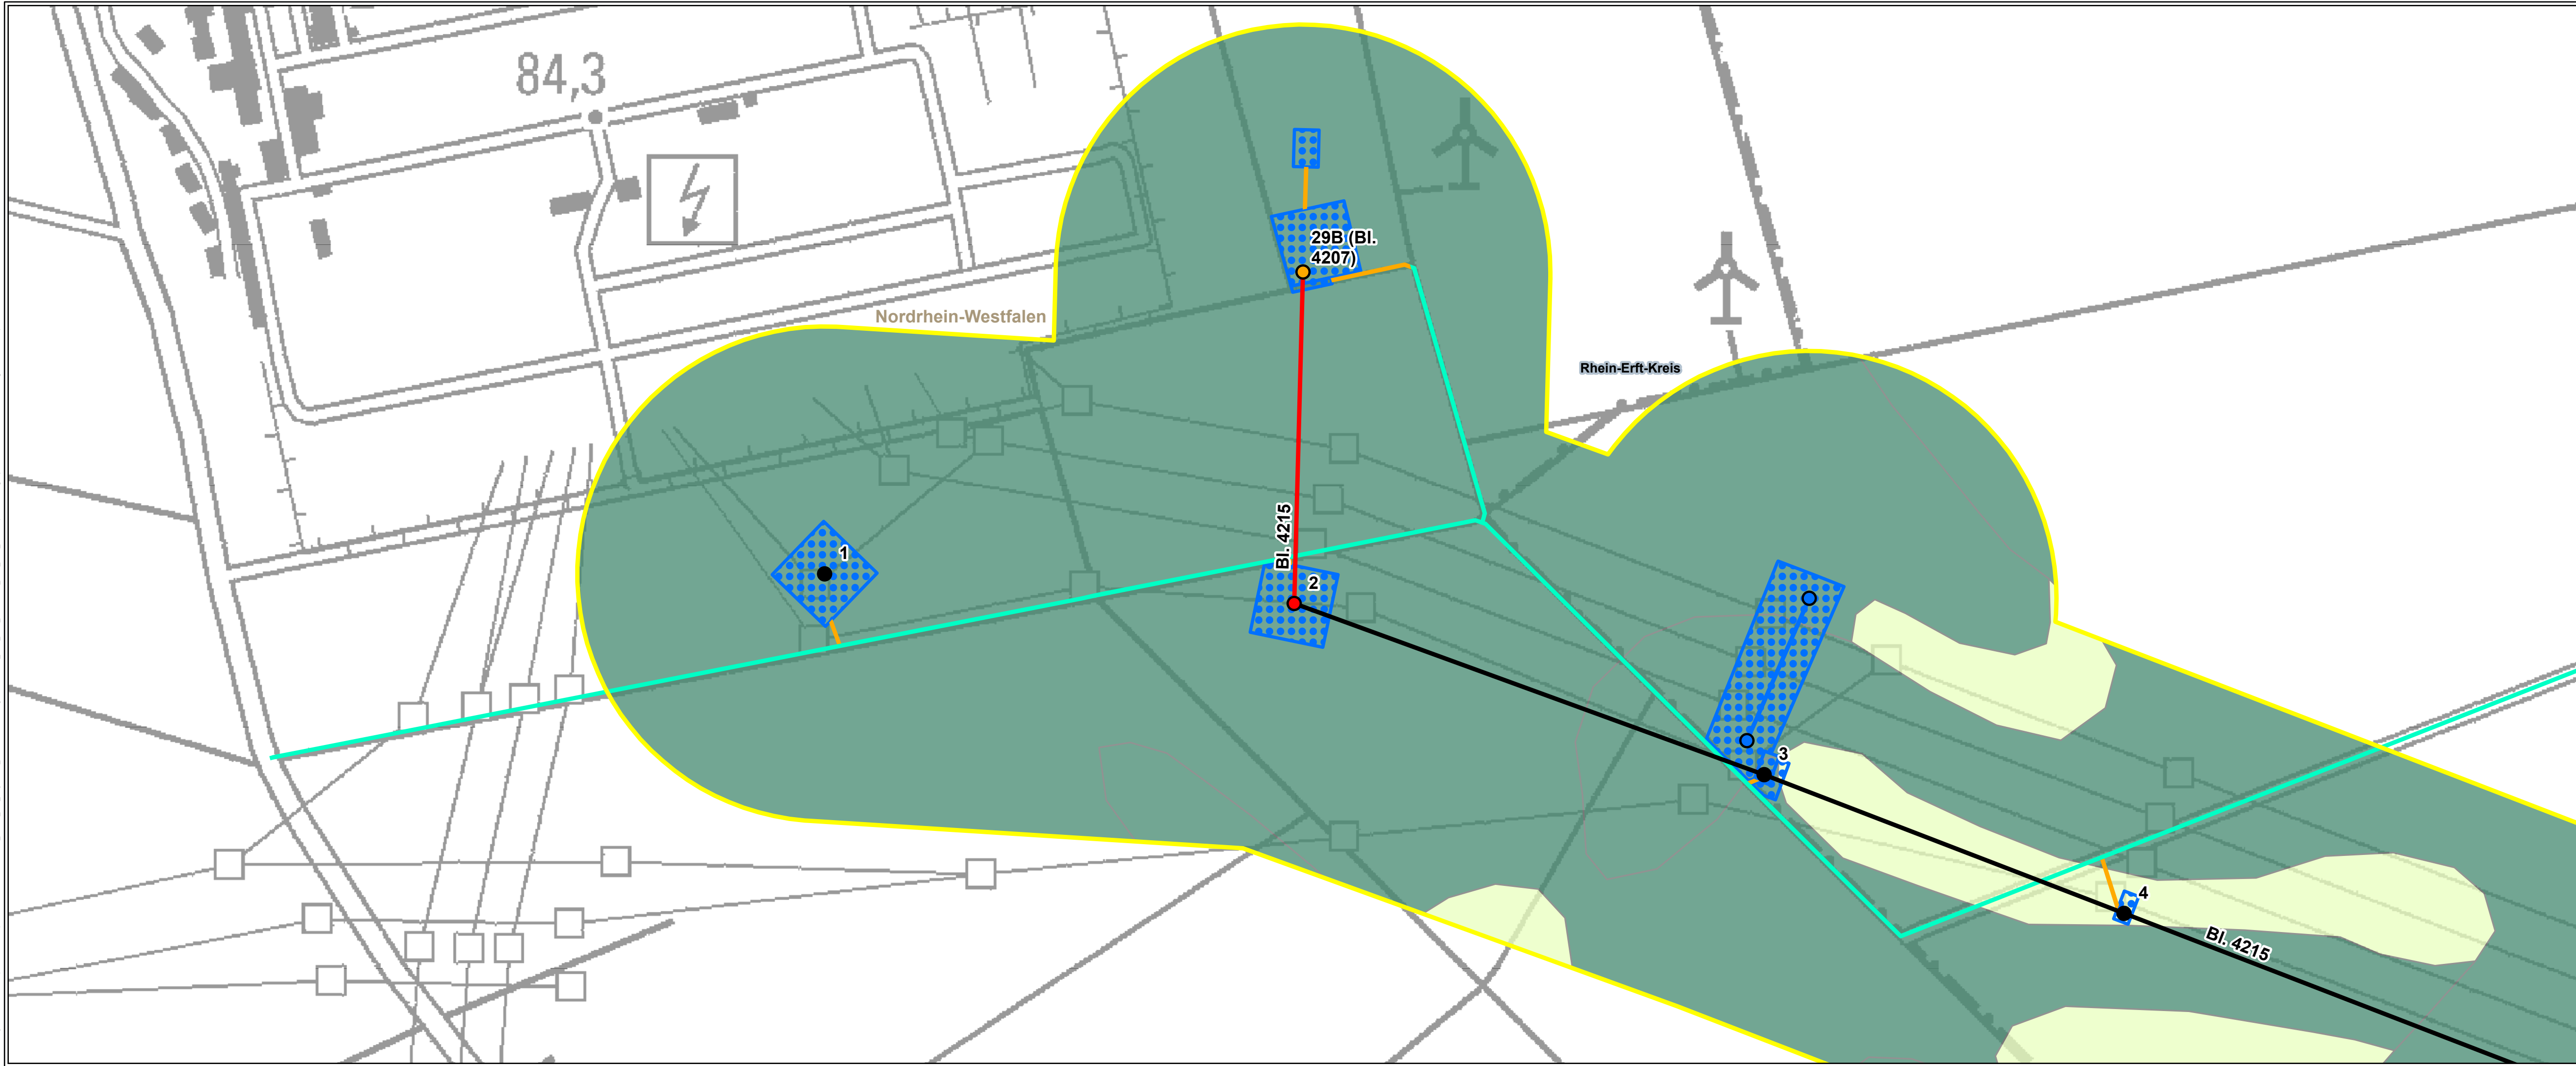 84,3
29B (Bl.
4207)
Nordrhein-Westfalen
Rhein-Erft-Kreis
Bl. 4215
1
2
3
4
Bl. 4215